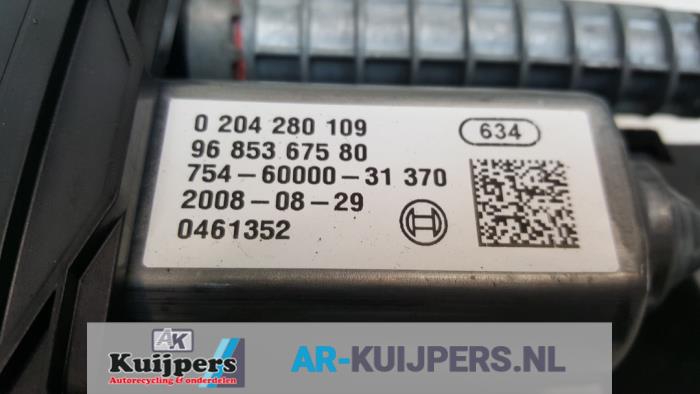 0 204 280 109
634
96 853 675 80
754-60000-31 370
2008-08-29
0461352
AK
Kuijpers
Autorecycling & onderdelen
AR-KUIJPERS.NL